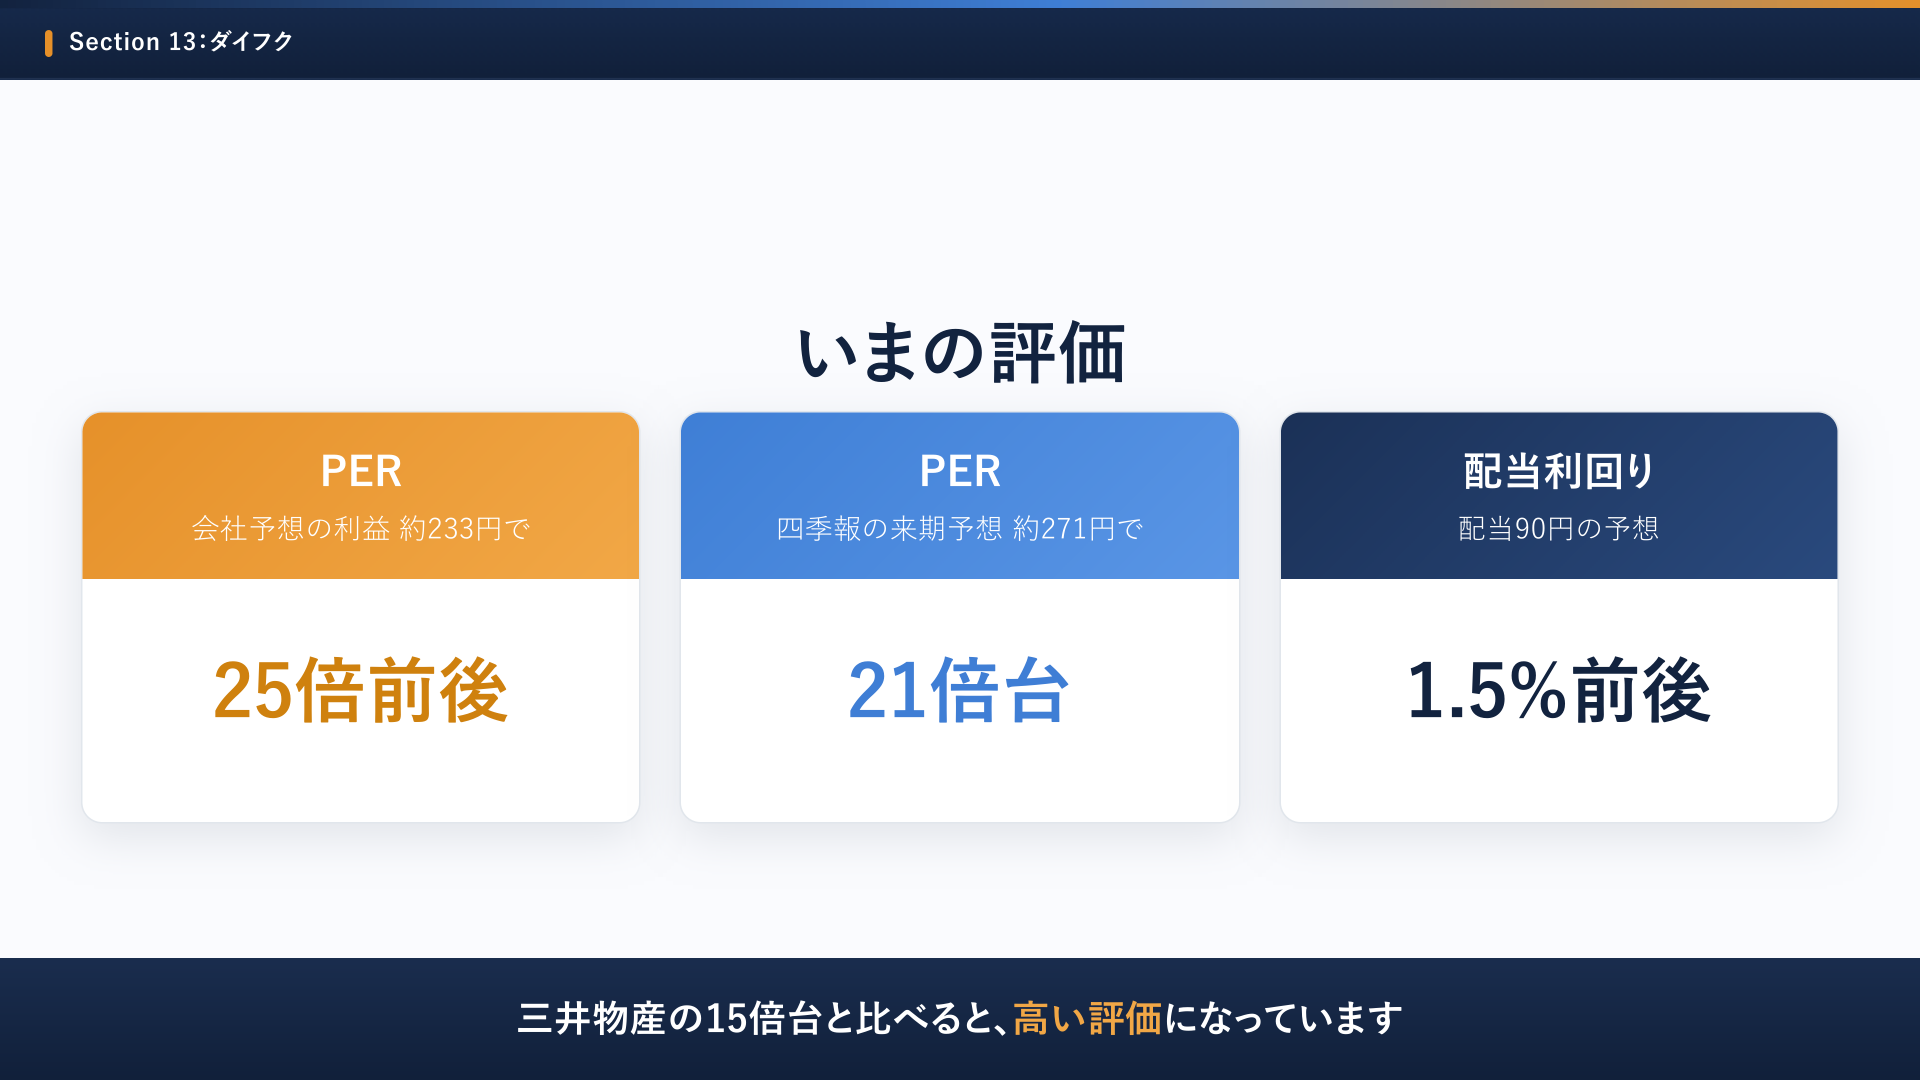 Section 13：ダイフク
いまの評価
PER
会社予想の利益 約233円で
25倍前後
PER
四季報の来期予想 約271円で
21倍台
配当利回り
配当90円の予想
1.5%前後
三井物産の15倍台と比べると、高い評価になっています